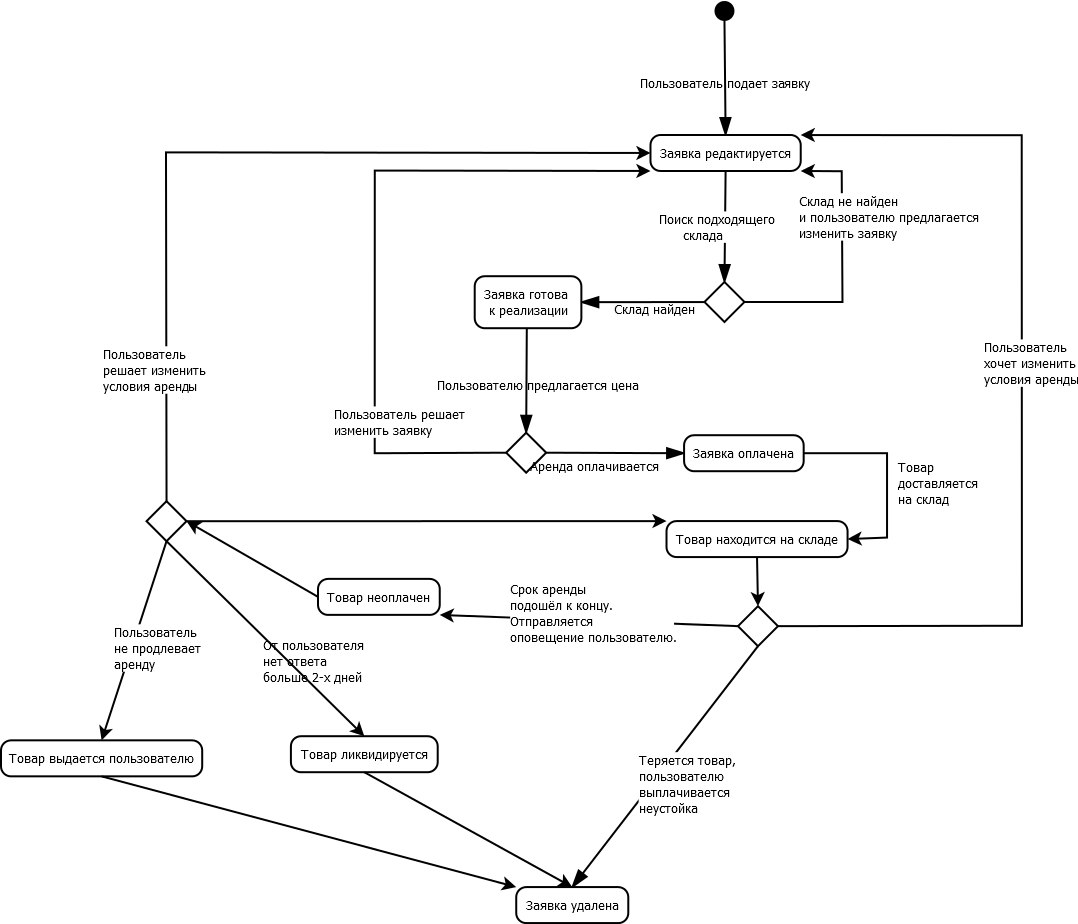 Пользователь подает заявку
Заявка редактируется
Склад не найден
и пользователю предлагается
изменить заявку
Поиск подходящего
склада
Заявка готова
к реализации
Склад найден
Пользователь
решает изменить
условия аренды
Пользователь
хочет изменить
условия аренды
Пользователю предлагается цена
Пользователь решает
изменить заявку
Заявка оплачена
Аренда оплачивается
Товар
доставляется
на склад
Товар находится на складе
Товар неоплачен
Срок аренды
подошёл к концу.
Отправляется
оповещение пользователю.
Пользователь
не продлевает
аренду
От пользователя
нет ответа
больше 2-х дней
Товар выдается пользователю
Товар ликвидируется
Теряется товар,
пользователю
выплачивается
неустойка
Заявка удалена